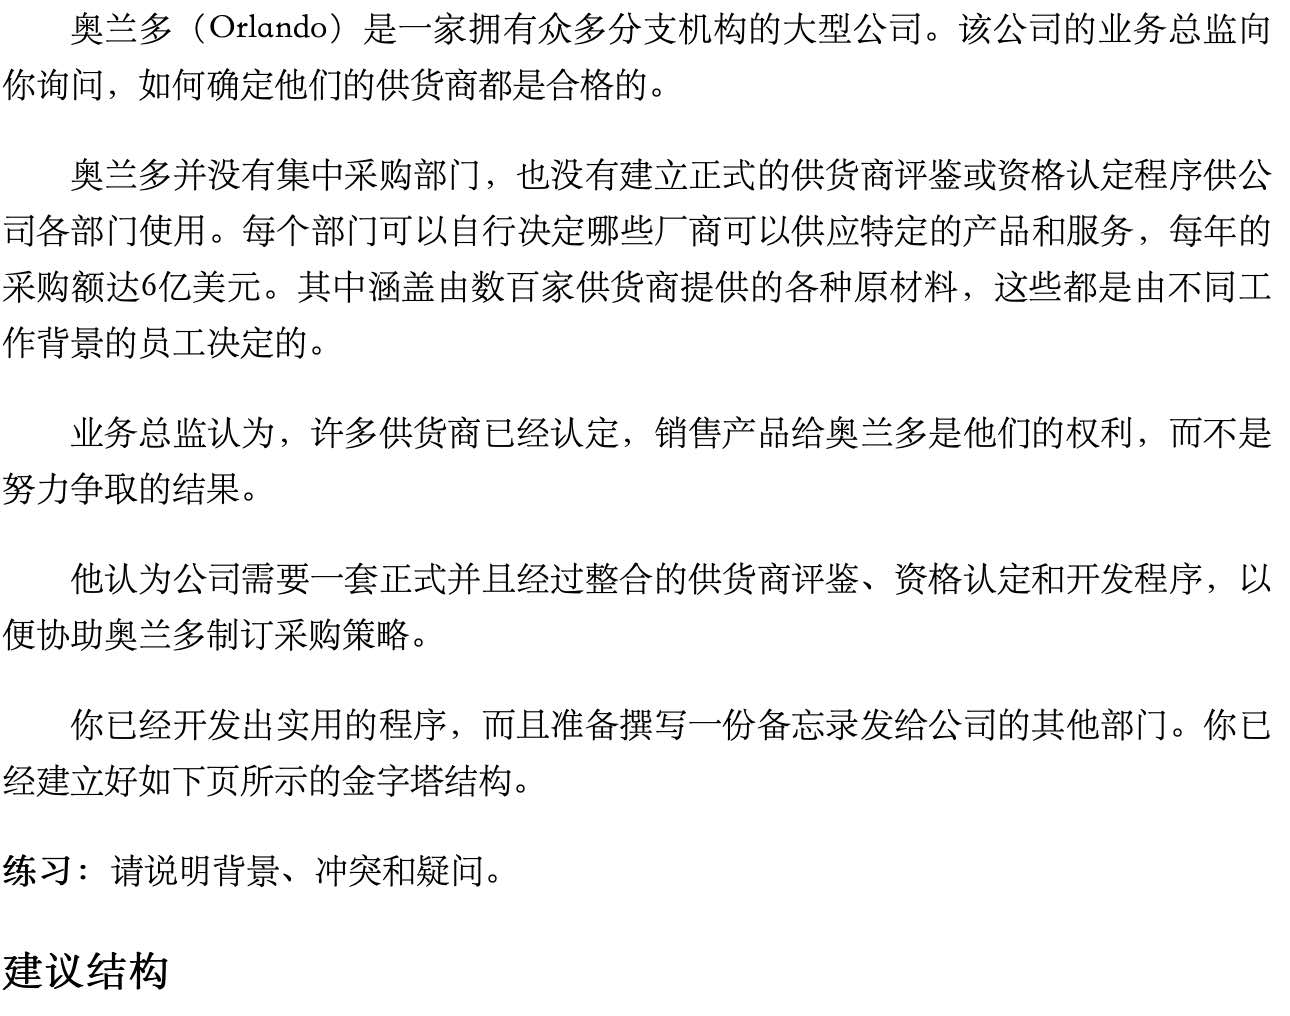 奥兰多（Orlando）是一家拥有众多分支机构的大型公司。该公司的业务总监向
你询问，如何确定他们的供货商都是合格的。
奥兰多并没有集中采购部门，也没有建立正式的供货商评鉴或资格认定程序供公
司各部门使用。每个部门可以自行决定哪些厂商可以供应特定的产品和服务，每年的
采购额达6亿美元。其中涵盖由数百家供货商提供的各种原材料，这些都是由不同工
作背景的员工决定的。
业务总监认为，许多供货商已经认定，销售产品给奥兰多是他们的权利，而不是
努力争取的结果。
他认为公司需要一套正式并且经过整合的供货商评鉴、资格认定和开发程序，以
便协助奥兰多制订采购策略。
你已经开发出实用的程序，而且准备撰写一份备忘录发给公司的其他部门。你已
经建立好如下页所示的金字塔结构。
练习：请说明背景、冲突和疑问。
建议结构